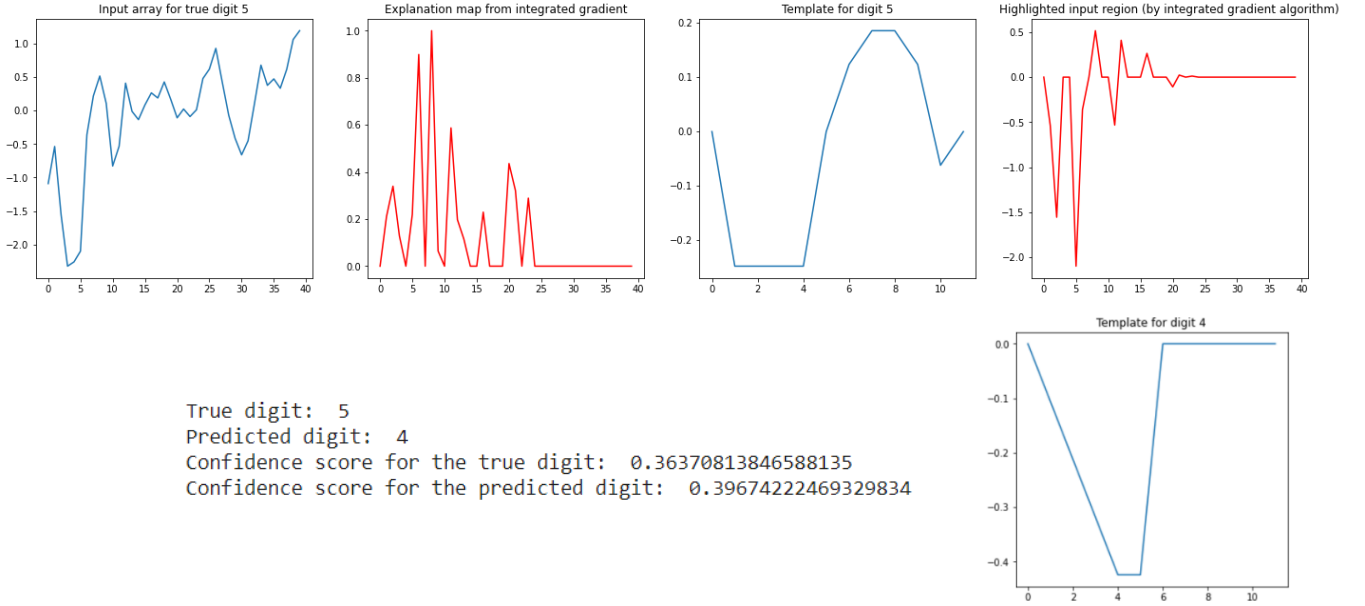 Input array for true digit 5
1.0
0.5
0.0
−0.5
−1.0
−1.5
−2.0
0 5 10 15 20 25 30 35 40
Explanation map from integrated gradient
1.0
0.8
0.6
0.4
0.2
0.0
0 5 10 15 20 25 30 35 40
Template for digit 5
0.2
0.1
0.0
−0.1
−0.2
0 2 4 6 8 10
Highlighted input region (by integrated gradient algorithm)
0.5
0.0
−0.5
−1.0
−1.5
−2.0
0 5 10 15 20 25 30 35 40
True digit: 5
Predicted digit: 4
Confidence score for the true digit: 0.36370813846588135
Confidence score for the predicted digit: 0.39674222469329834
Template for digit 4
0.0
−0.1
−0.2
−0.3
−0.4
0 2 4 6 8 10